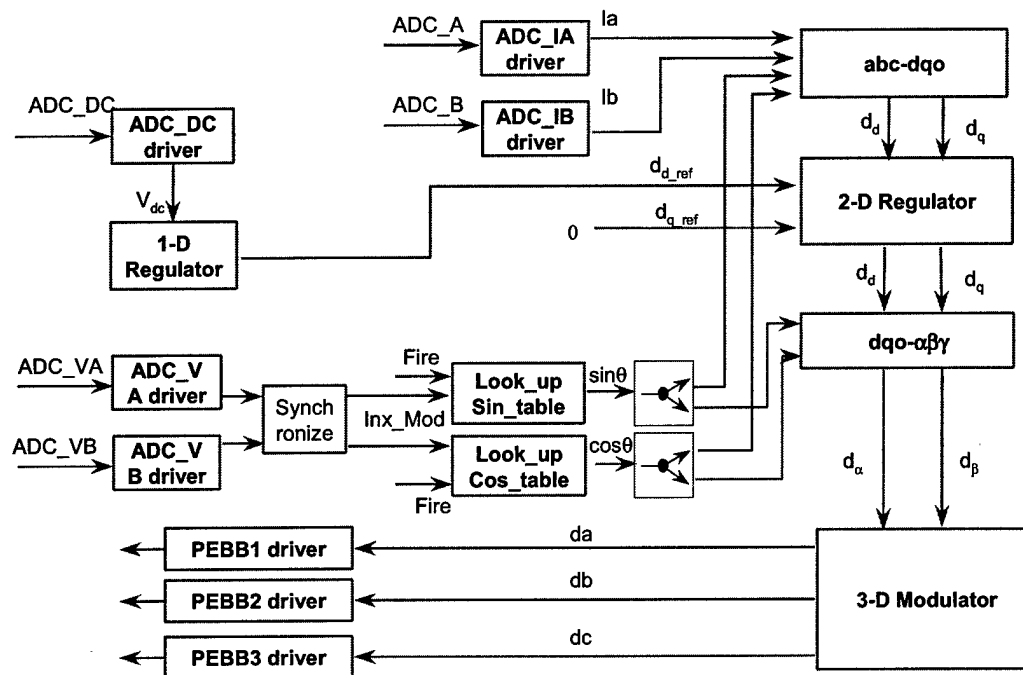 ADC_A
ADC_IA
driver
Ia
abc-dqo
ADC_B
ADC_IB
driver
Ib
ADC_DC
ADC_DC
driver
d_d
d_q
V_dc
d_d_ref
2-D Regulator
1-D
Regulator
0
d_q_ref
d_d
d_q
dqo-αβγ
ADC_VA
ADC_V
A driver
Fire
Look_up
Sin_table
sinθ
Synch
ronize
Inx_Mod
ADC_VB
ADC_V
B driver
Look_up
Cos_table
cosθ
Fire
d_α
d_β
PEBB1 driver
da
PEBB2 driver
db
3-D Modulator
PEBB3 driver
dc